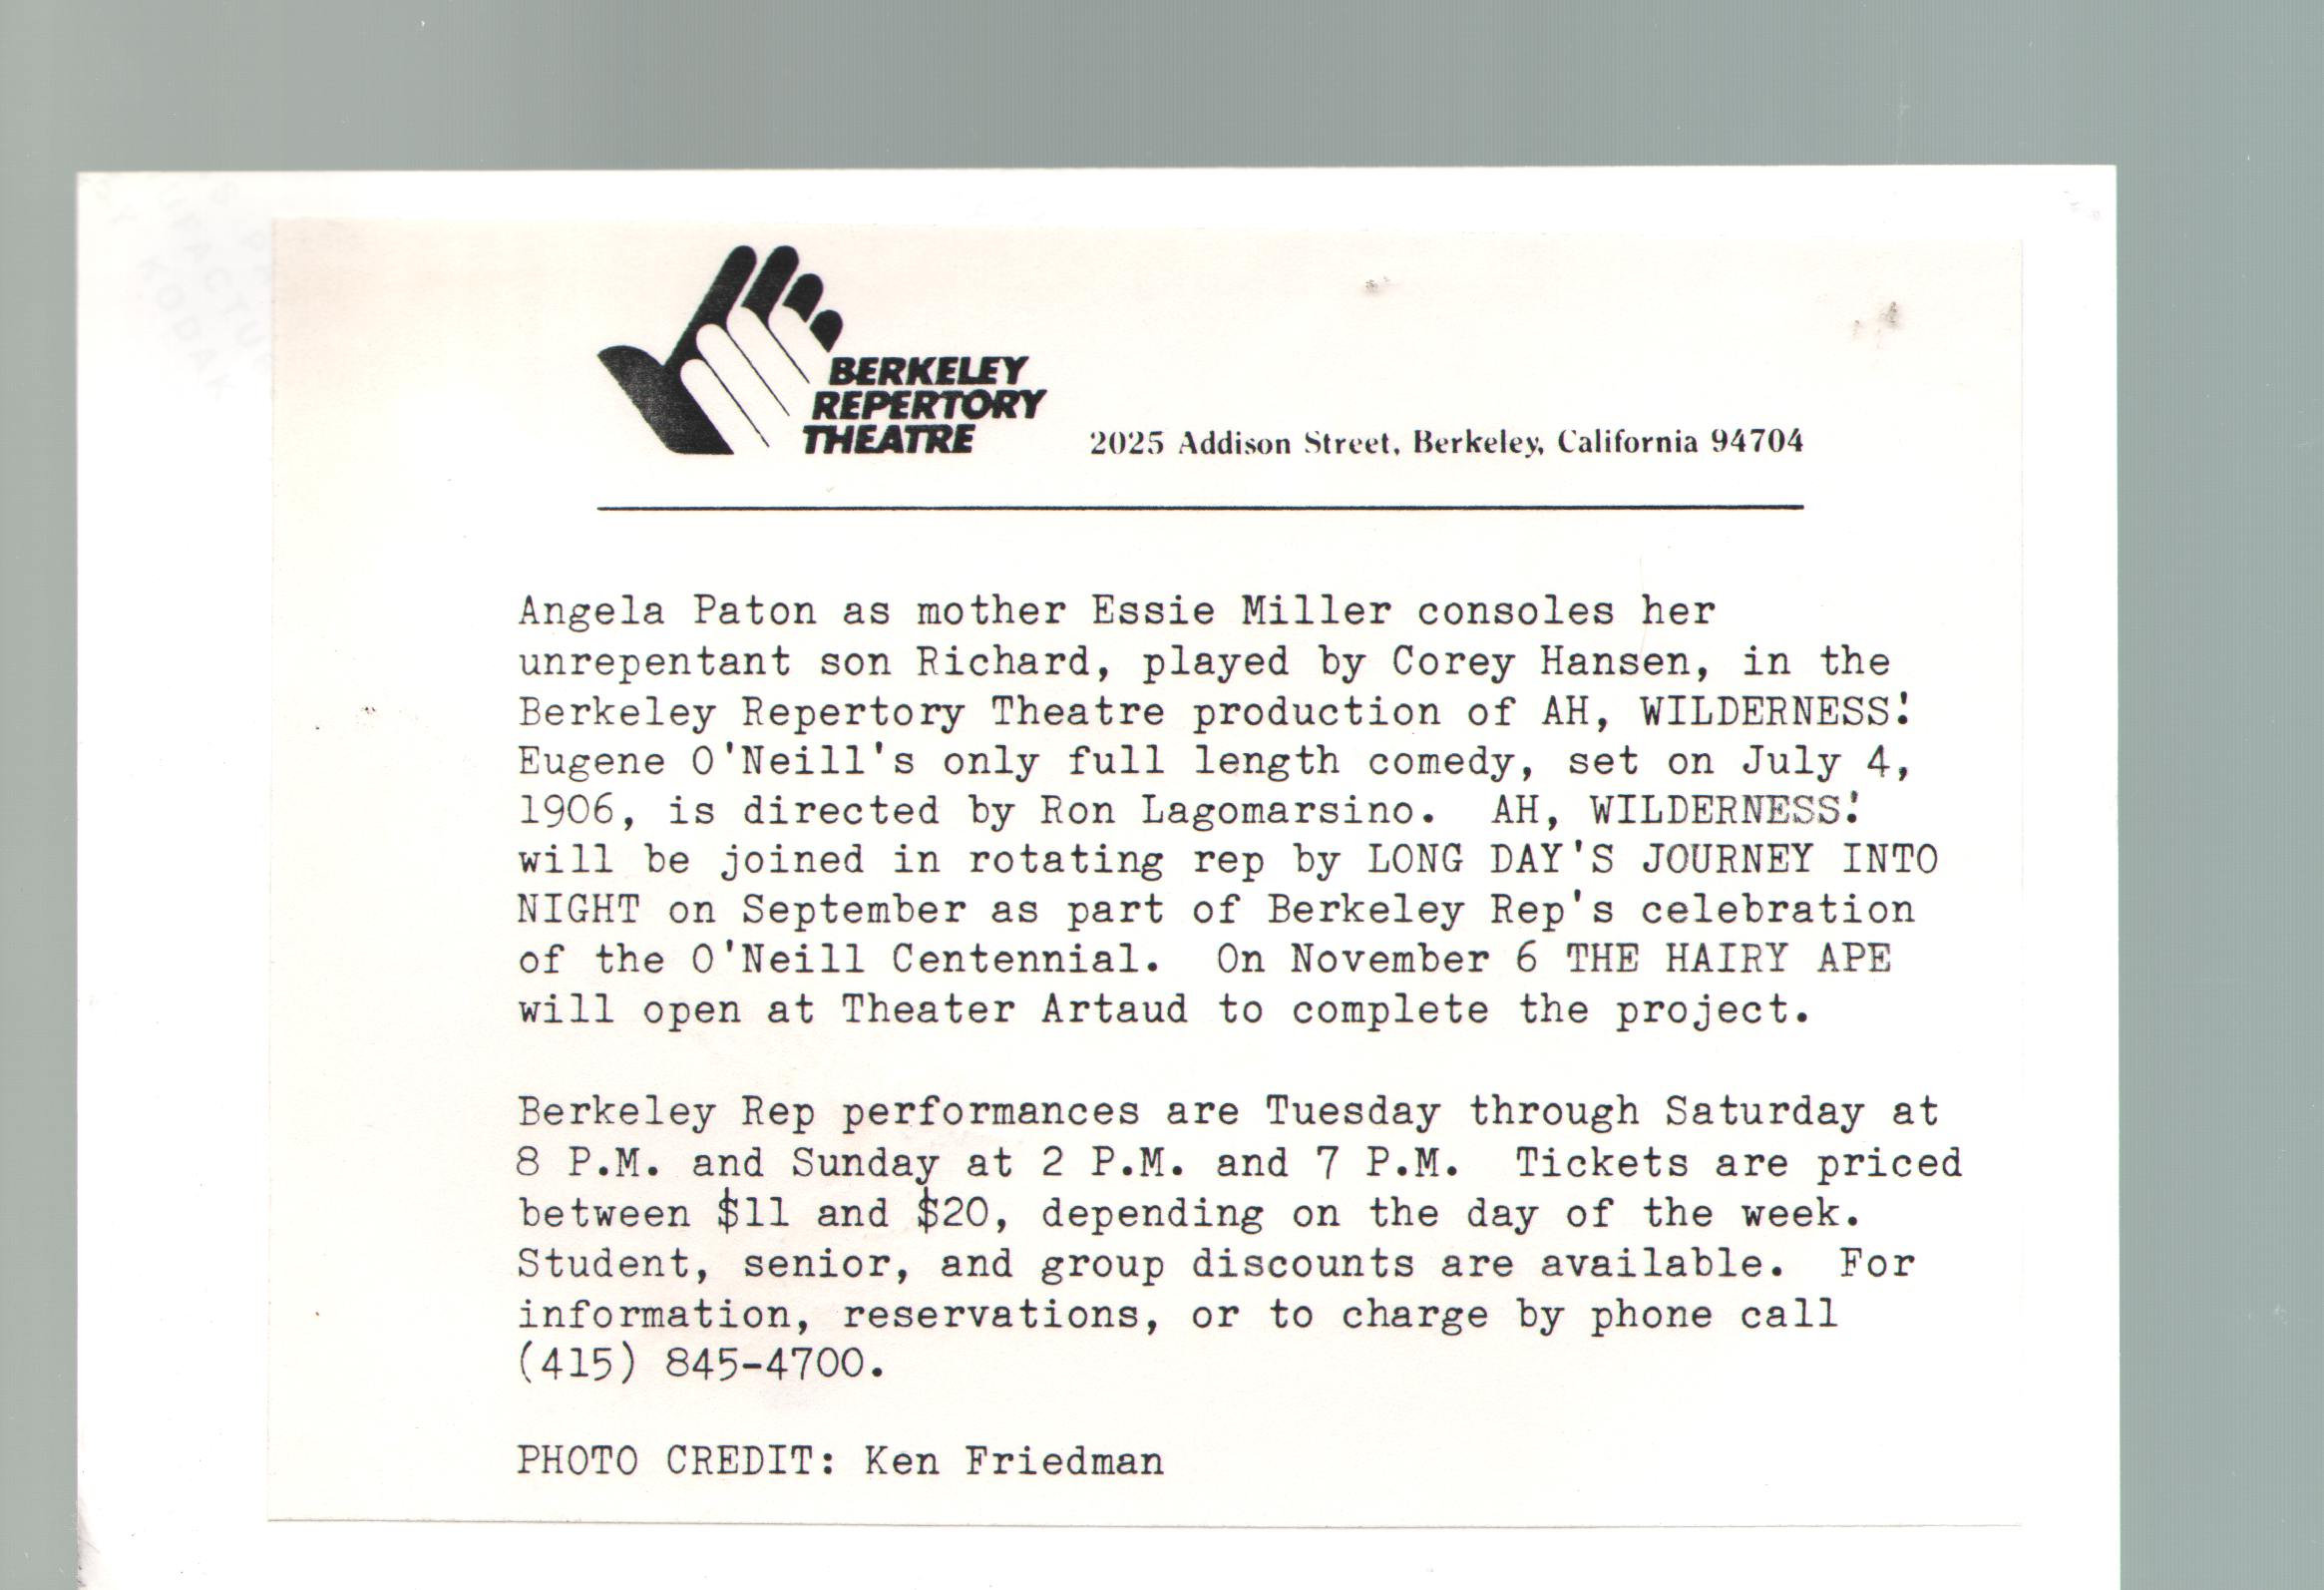 BERKELEY
REPERTORY
THEATRE
2025 Addison Street, Berkeley, California 94704
Angela Paton as mother Essie Miller consoles her
unrepentant son Richard, played by Corey Hansen, in the
Berkeley Repertory Theatre production of AH, WILDERNESS!
Eugene O'Neill's only full length comedy, set on July 4,
1906, is directed by Ron Lagomarsino.  AH, WILDERNESS!
will be joined in rotating rep by LONG DAY'S JOURNEY INTO
NIGHT on September as part of Berkeley Rep's celebration
of the O'Neill Centennial.  On November 6 THE HAIRY APE
will open at Theater Artaud to complete the project.
Berkeley Rep performances are Tuesday through Saturday at
8 P.M. and Sunday at 2 P.M. and 7 P.M.  Tickets are priced
between $11 and $20, depending on the day of the week.
Student, senior, and group discounts are available.  For
information, reservations, or to charge by phone call
(415) 845-4700.
PHOTO CREDIT: Ken Friedman
KODAK